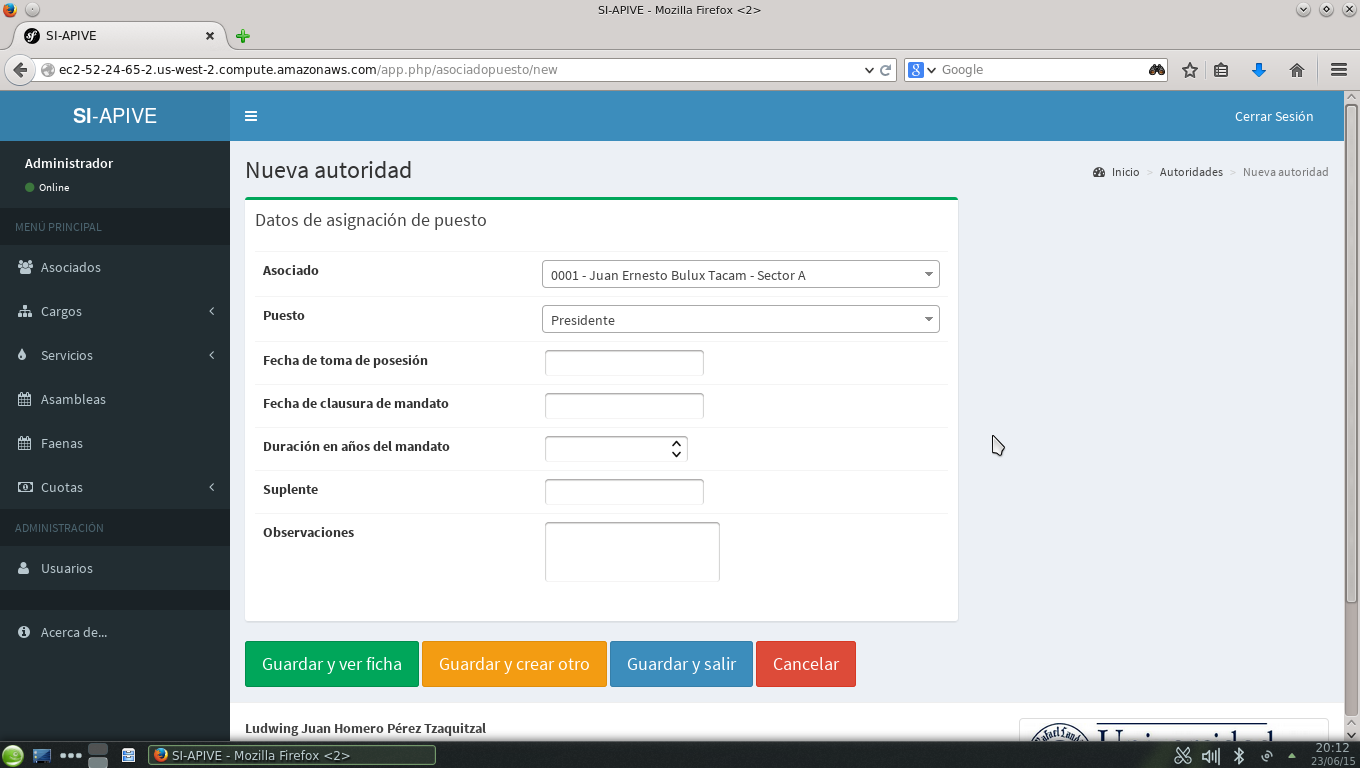 SI-APIVE - Mozilla Firefox <2>
SI-APIVE
ec2-52-24-65-2.us-west-2.compute.amazonaws.com/app.php/asociadopuesto/new
Google
SI-APIVE
Cerrar Sesión
Administrador
Online
MENÚ PRINCIPAL
Asociados
Cargos
Servicios
Asambleas
Faenas
Cuotas
ADMINISTRACIÓN
Usuarios
Acerca de...
Nueva autoridad
Inicio > Autoridades > Nueva autoridad
Datos de asignación de puesto
Asociado
0001 - Juan Ernesto Bulux Tacam - Sector A
Puesto
Presidente
Fecha de toma de posesión
Fecha de clausura de mandato
Duración en años del mandato
Suplente
Observaciones
Guardar y ver ficha
Guardar y crear otro
Guardar y salir
Cancelar
Ludwing Juan Homero Pérez Tzaquitzal
Universidad
SI-APIVE - Mozilla Firefox <2>
20:12
23/06/15